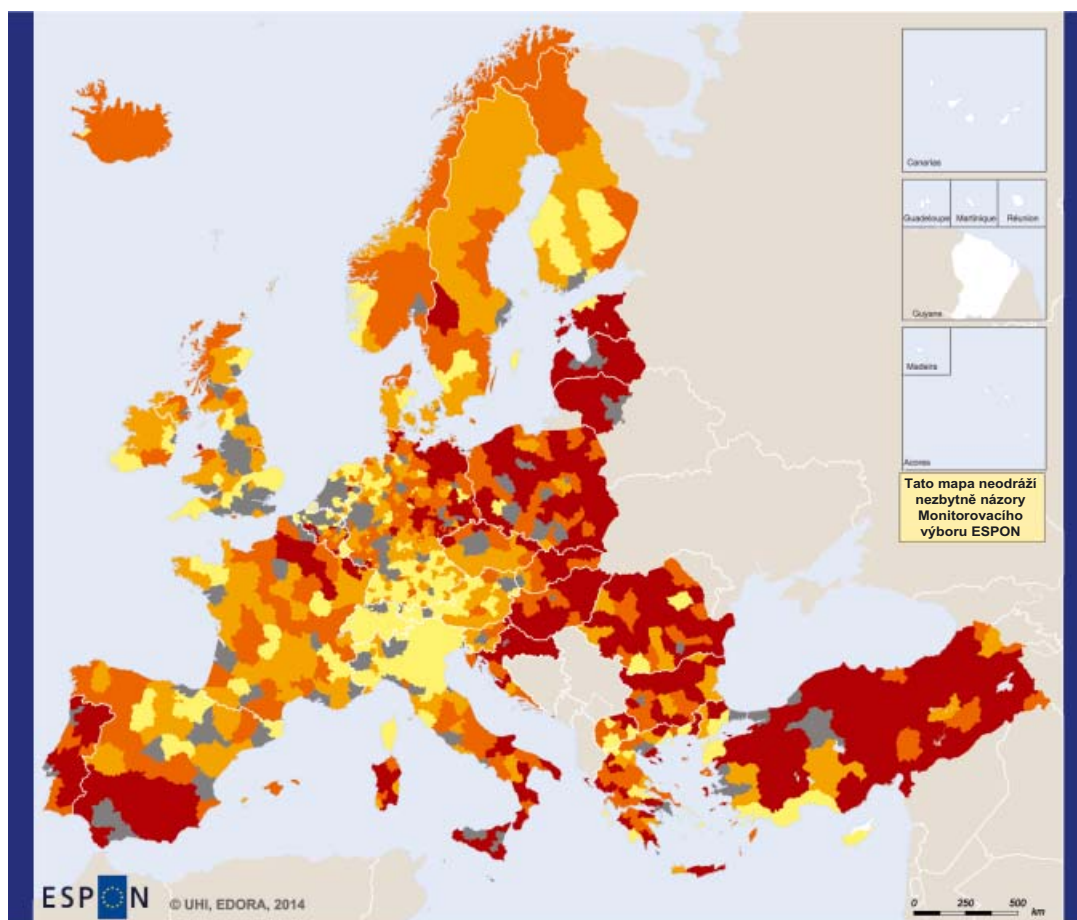 Canarias
Guadeloupe
Martinique
Réunion
Guyane
Madeira
Acores
Tato mapa neodráží
nezbytně názory
Monitorovacího
výboru ESPON
ESPON
© UHI, EDORA, 2014
0 250 500
km